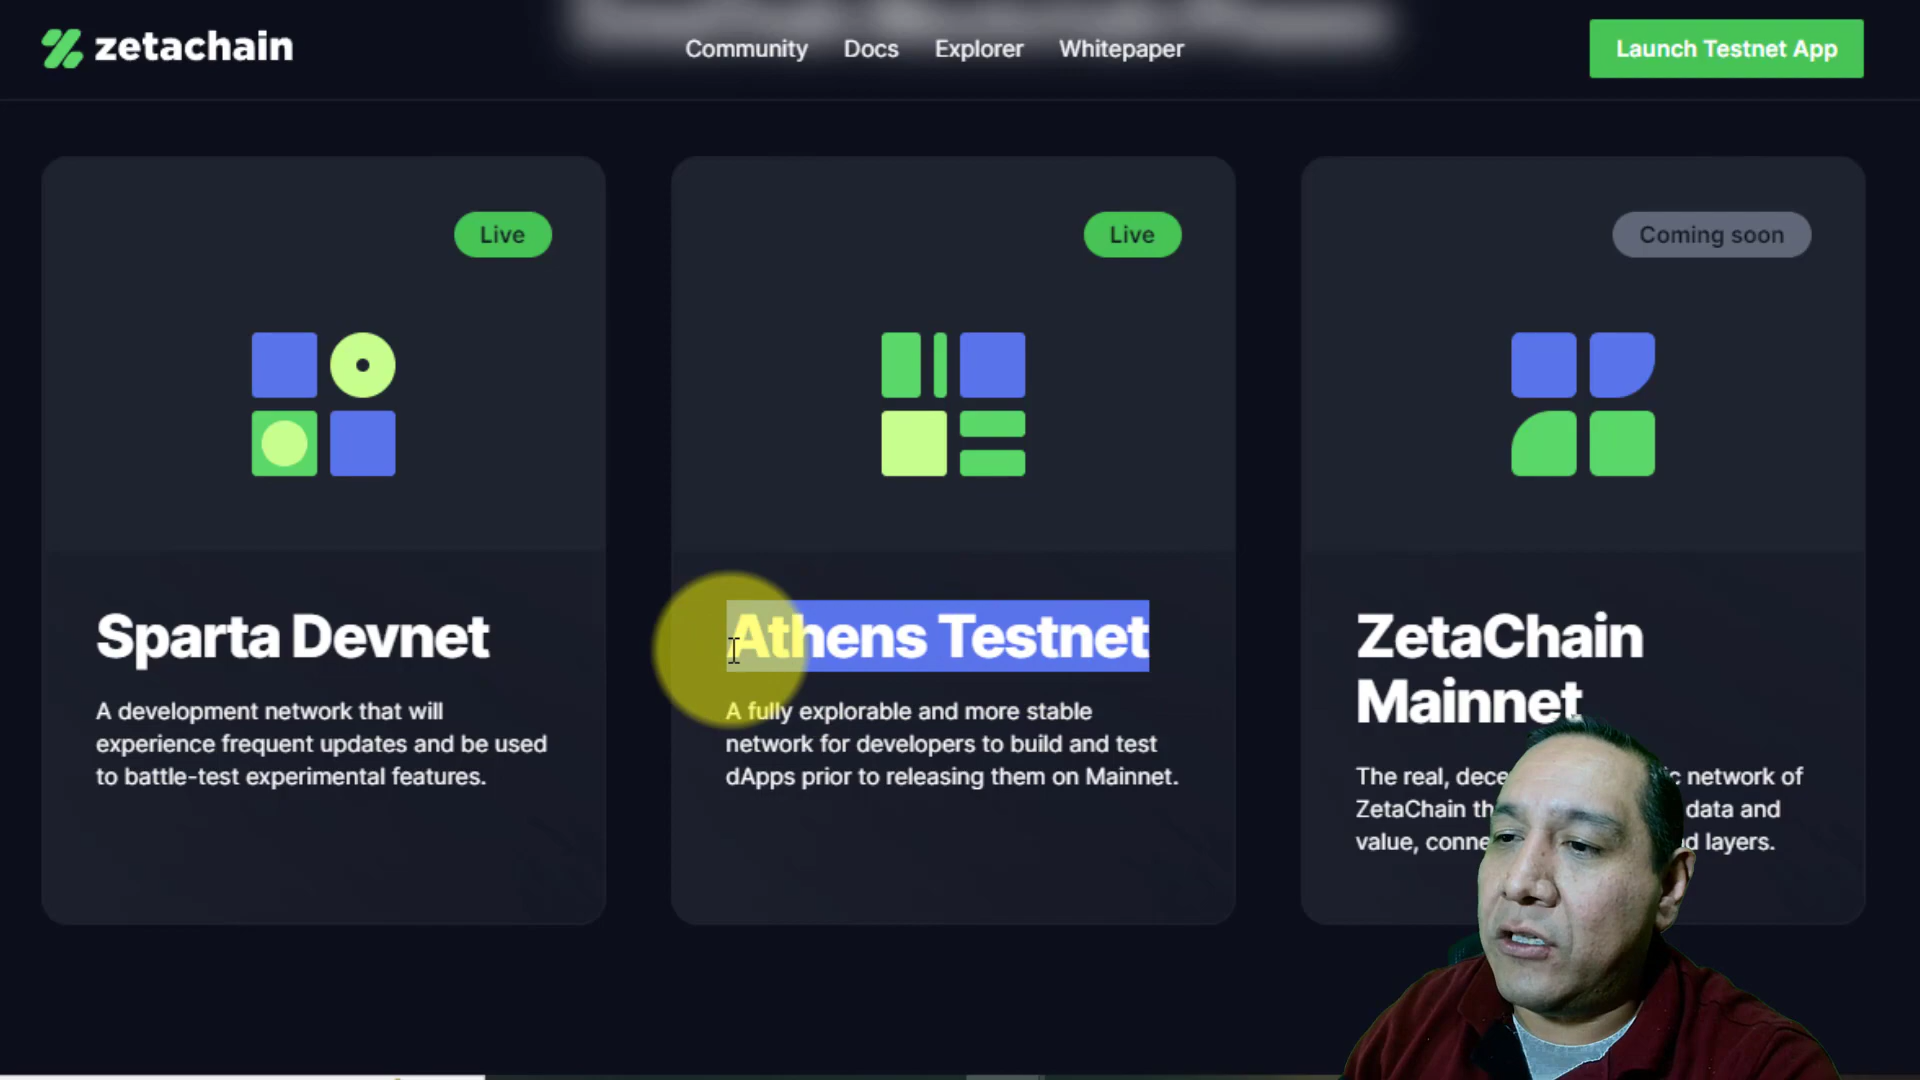 zetachain
Community Docs Explorer Whitepaper
Launch Testnet App
Live
Live
Coming soon
Sparta Devnet
A development network that will
experience frequent updates and be used
to battle-test experimental features.
Athens Testnet
A fully explorable and more stable
network for developers to build and test
dApps prior to releasing them on Mainnet.
ZetaChain
Mainnet
The real, network of
ZetaChain data and
value, layers.